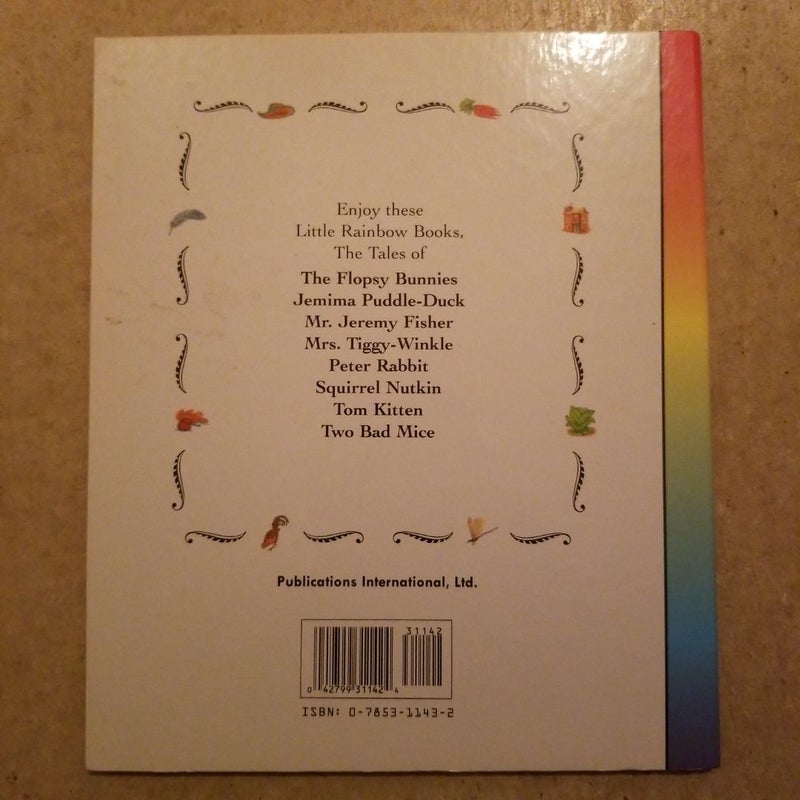 Enjoy these
Little Rainbow Books,
The Tales of
The Flopsy Bunnies
Jemima Puddle-Duck
Mr. Jeremy Fisher
Mrs. Tiggy-Winkle
Peter Rabbit
Squirrel Nutkin
Tom Kitten
Two Bad Mice
Publications International, Ltd.
31142
0 42799 31142 4
ISBN: 0-7853-1143-2